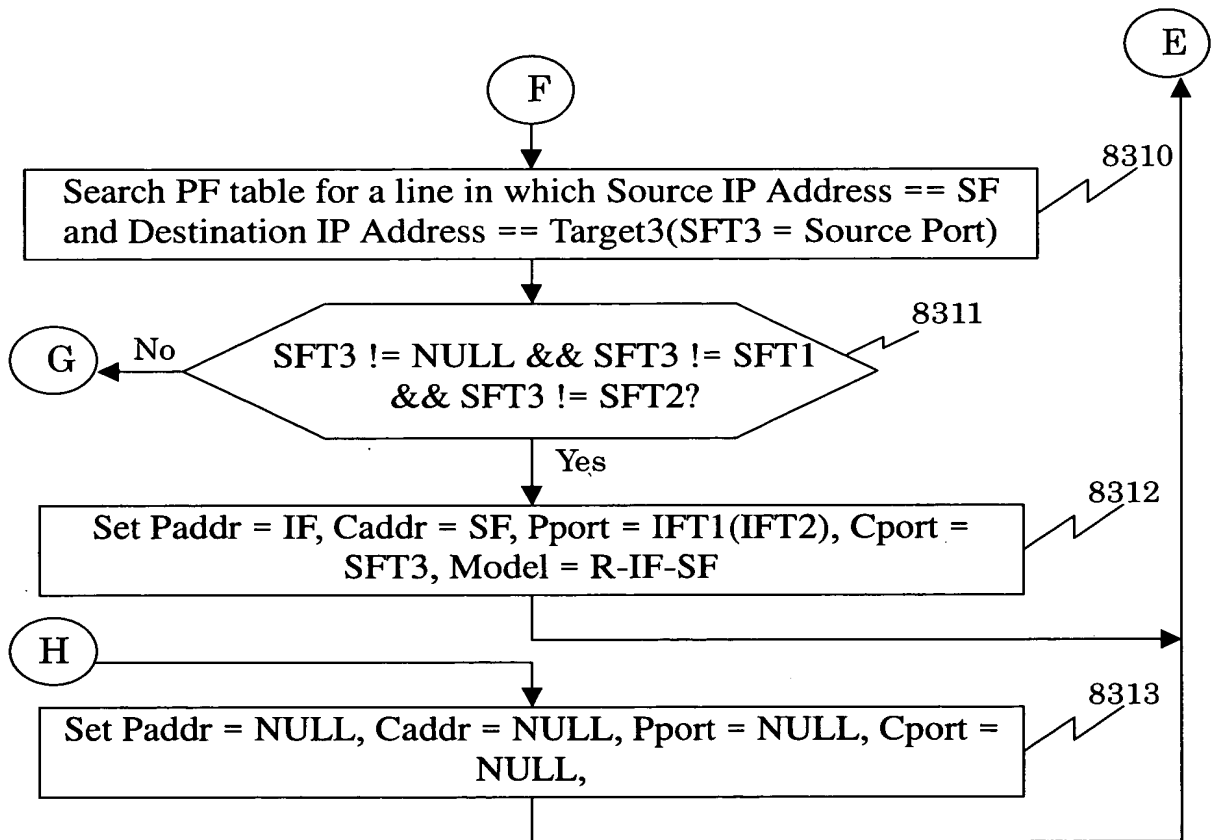 E
F
8310
Search PF table for a line in which Source IP Address == SF
and Destination IP Address == Target3(SFT3 = Source Port)
8311
G
No
SFT3 != NULL && SFT3 != SFT1
&& SFT3 != SFT2?
Yes
8312
Set Paddr = IF, Caddr = SF, Pport = IFT1(IFT2), Cport =
SFT3, Model = R-IF-SF
H
8313
Set Paddr = NULL, Caddr = NULL, Pport = NULL, Cport =
NULL,